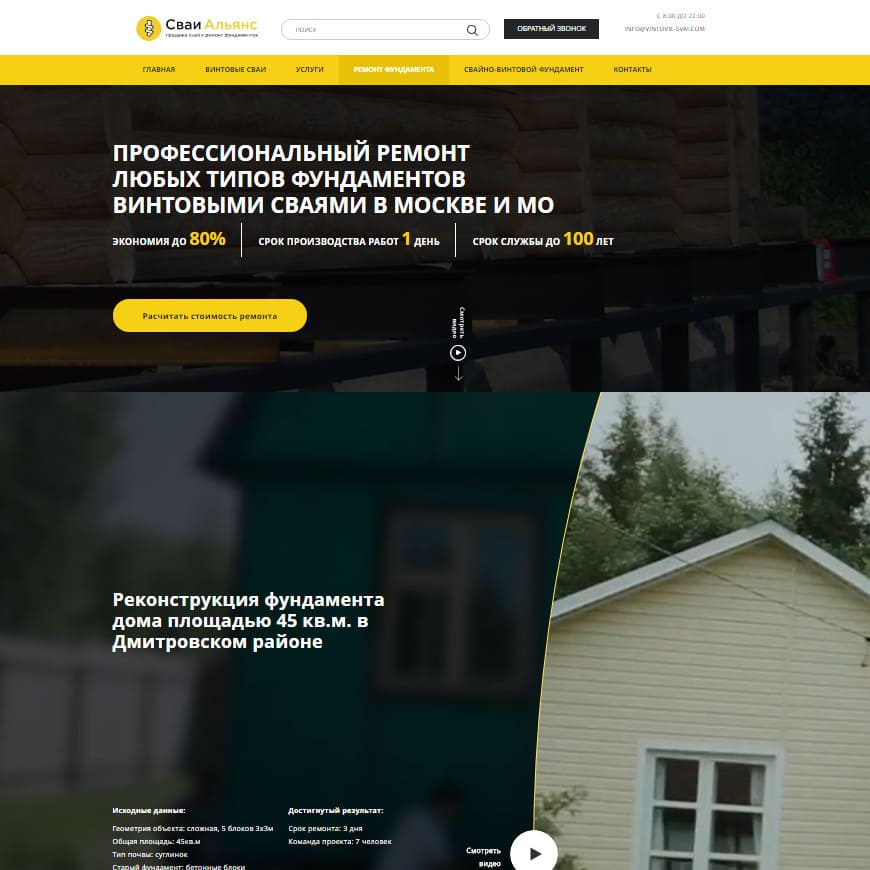 Сваи Альянс
продажа свай и ремонт фундаментов
ПОИСК
ОБРАТНЫЙ ЗВОНОК
С 8:00 ДО 22:00
INFO@VINTOVIE-SVAI.COM
ГЛАВНАЯ
ВИНТОВЫЕ СВАИ
УСЛУГИ
РЕМОНТ ФУНДАМЕНТА
СВАЙНО-ВИНТОВОЙ ФУНДАМЕНТ
КОНТАКТЫ
ПРОФЕССИОНАЛЬНЫЙ РЕМОНТ
ЛЮБЫХ ТИПОВ ФУНДАМЕНТОВ
ВИНТОВЫМИ СВАЯМИ В МОСКВЕ И МО
ЭКОНОМИЯ ДО 80%
СРОК ПРОИЗВОДСТВА РАБОТ 1 ДЕНЬ
СРОК СЛУЖБЫ ДО 100 ЛЕТ
Расчитать стоимость ремонта
Смотреть
видео
Реконструкция фундамента
дома площадью 45 кв.м. в
Дмитровском районе
Исходные данные:
Геометрия объекта: сложная, 5 блоков 3х3м
Общая площадь: 45кв.м
Тип почвы: суглинок
Старый фундамент: бетонные блоки
Достигнутый результат:
Срок ремонта: 3 дня
Команда проекта: 7 человек
Смотреть
видео